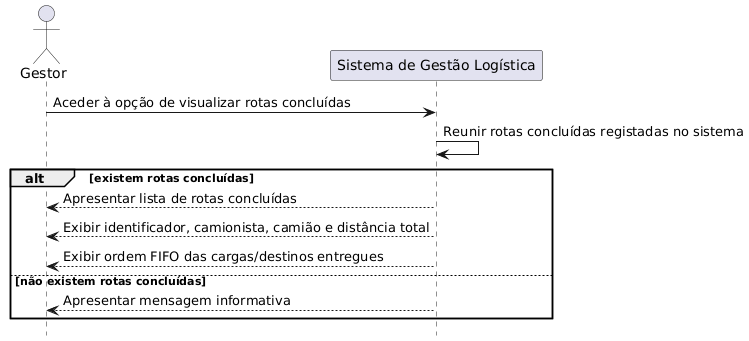 Gestor
Sistema de Gestão Logística
Aceder à opção de visualizar rotas concluídas
Reunir rotas concluídas registadas no sistema
alt
[existem rotas concluídas]
Apresentar lista de rotas concluídas
Exibir identificador, camionista, camião e distância total
Exibir ordem FIFO das cargas/destinos entregues
[não existem rotas concluídas]
Apresentar mensagem informativa